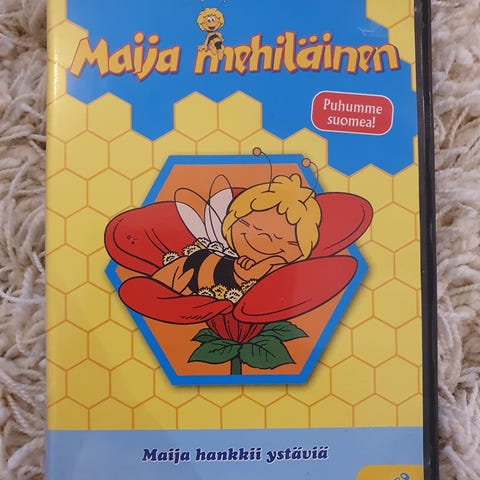 Maija mehiläinen
Puhumme
suomea!
Maija hankkii ystäviä